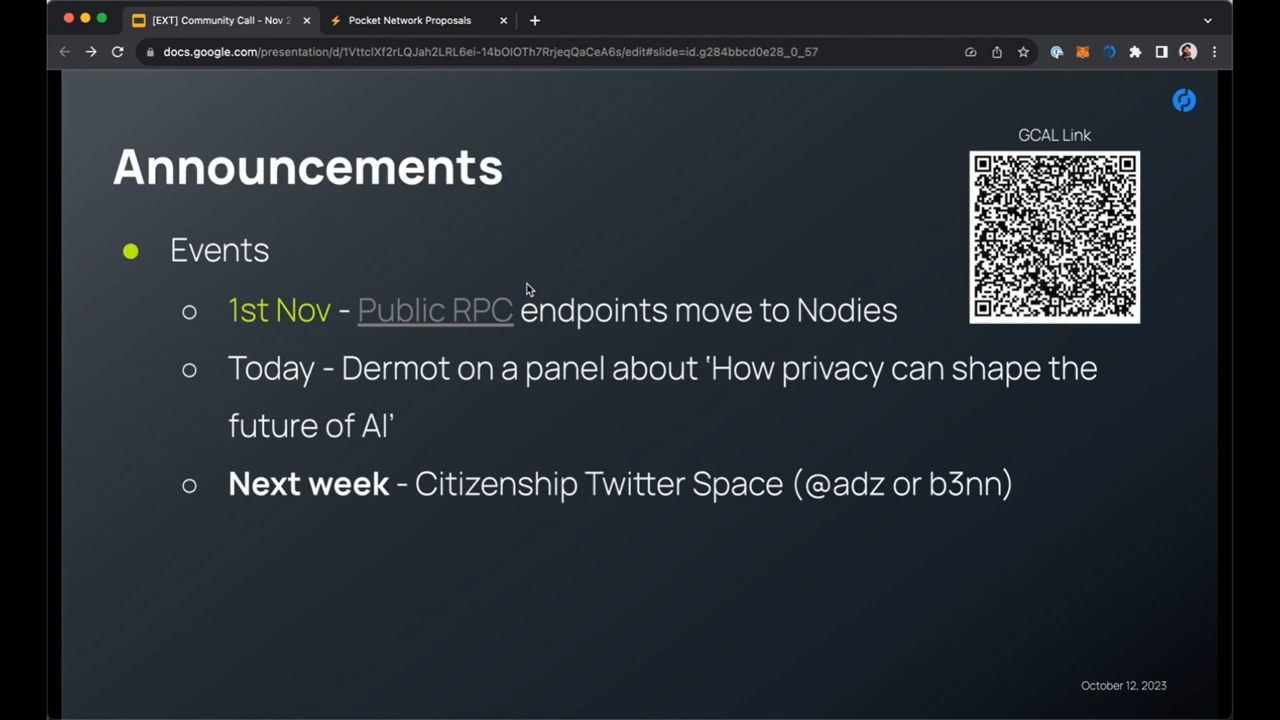 [EXT] Community Call - Nov 2
Pocket Network Proposals
docs.google.com/presentation/d/1VttclXf2rLQJah2LRL6ei-14bOlOTh7RrjeqQaCeA6s/edit#slide=id.g284bbcd0e28_0_57
GCAL Link
Announcements
Events
1st Nov - Public RPC endpoints move to Nodies
Today - Dermot on a panel about ‘How privacy can shape the
future of AI’
Next week - Citizenship Twitter Space (@adz or b3nn)
October 12, 2023